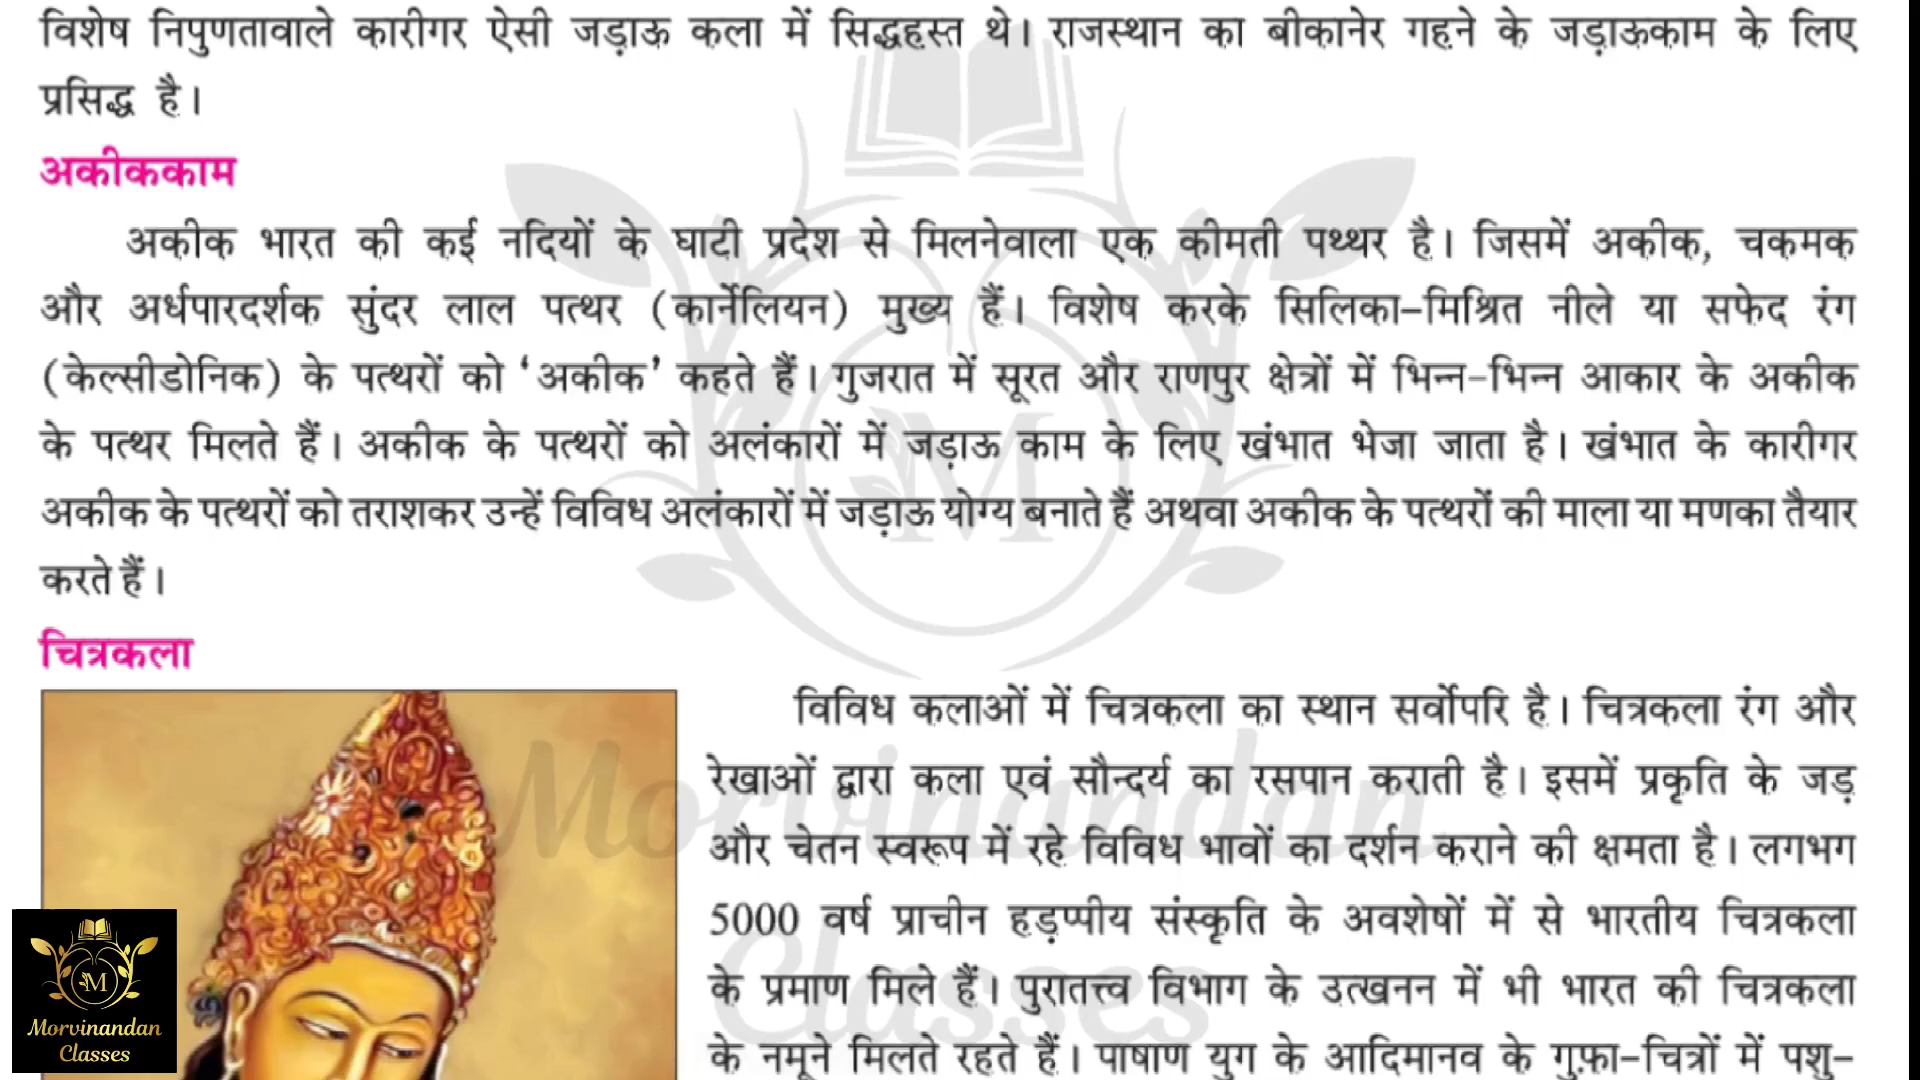 विशेष निपुणतावाले कारीगर ऐसी जड़ाऊ कला में सिद्धहस्त थे। राजस्थान का बीकानेर गहने के जड़ाऊकाम के लिए
प्रसिद्ध है।
अकीककाम
अकीक भारत की कई नदियों के घाटी प्रदेश से मिलनेवाला एक कीमती पथ्थर है। जिसमें अकीक, चकमक
और अर्धपारदर्शक सुंदर लाल पत्थर (कार्नेलियन) मुख्य हैं। विशेष करके सिलिका-मिश्रित नीले या सफेद रंग
(केल्सीडोनिक) के पत्थरों को ‘अकीक’ कहते हैं। गुजरात में सूरत और राणपुर क्षेत्रों में भिन्न-भिन्न आकार के अकीक
के पत्थर मिलते हैं। अकीक के पत्थरों को अलंकारों में जड़ाऊ काम के लिए खंभात भेजा जाता है। खंभात के कारीगर
अकीक के पत्थरों को तराशकर उन्हें विविध अलंकारों में जड़ाऊ योग्य बनाते हैं अथवा अकीक के पत्थरों की माला या मणका तैयार
करते हैं।
चित्रकला
विविध कलाओं में चित्रकला का स्थान सर्वोपरि है। चित्रकला रंग और
रेखाओं द्वारा कला एवं सौन्दर्य का रसपान कराती है। इसमें प्रकृति के जड़
और चेतन स्वरूप में रहे विविध भावों का दर्शन कराने की क्षमता है। लगभग
5000 वर्ष प्राचीन हड़प्पीय संस्कृति के अवशेषों में से भारतीय चित्रकला
के प्रमाण मिले हैं। पुरातत्त्व विभाग के उत्खनन में भी भारत की चित्रकला
के नमूने मिलते रहते हैं। पाषाण युग के आदिमानव के गुफ़ा-चित्रों में पशु-
M
Morvinandan
Classes
M
Morvinandan
Classes